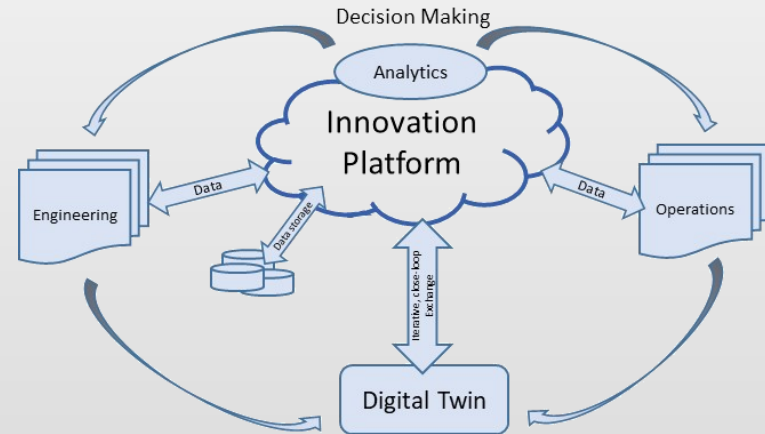 Decision Making
Analytics
Innovation
Platform
Data
Data
Engineering
Operations
Data storage
Iterative, close-loop
Exchange
Digital Twin